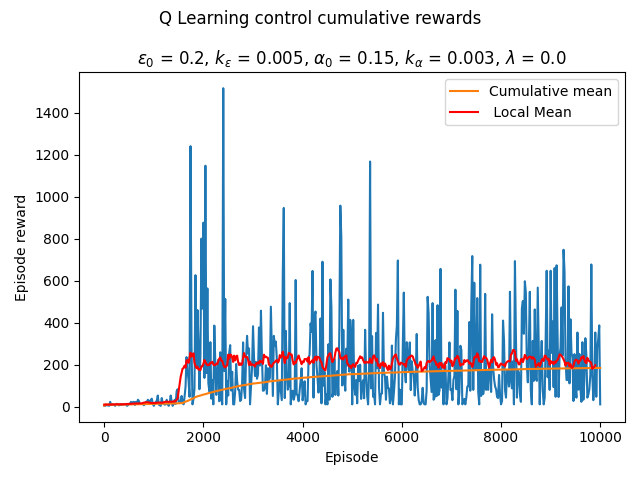 Q Learning control cumulative rewards
ε₀ = 0.2, kε = 0.005, α₀ = 0.15, kα = 0.003, λ = 0.0
Cumulative mean
Local Mean
Episode reward
1400
1200
1000
800
600
400
200
0
0 2000 4000 6000 8000 10000
Episode